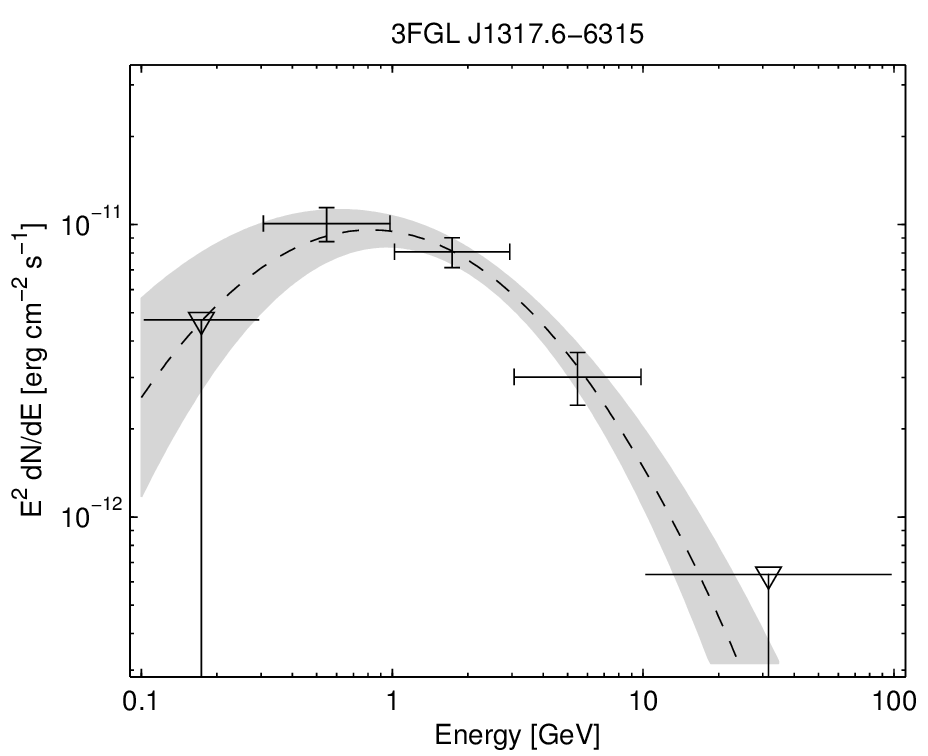 3FGL J1317.6−6315
E² dN/dE [erg cm⁻² s⁻¹]
10⁻¹¹
10⁻¹²
0.1 1 10 100
Energy [GeV]